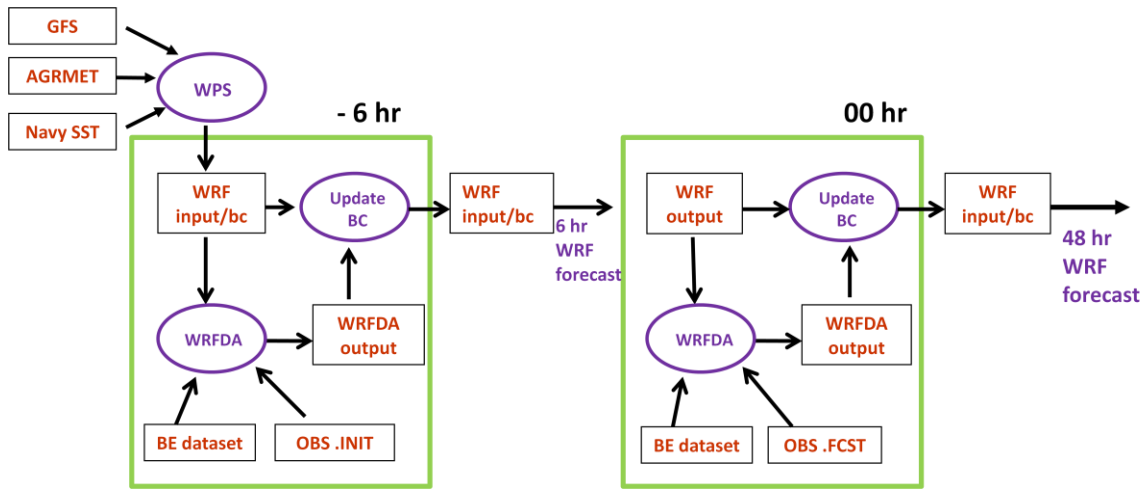 GFS
AGRMET
Navy SST
WPS
- 6 hr
WRF
input/bc
Update
BC
WRF
input/bc
6 hr
WRF
forecast
WRFDA
WRFDA
output
BE dataset
OBS .INIT
00 hr
WRF
output
Update
BC
WRF
input/bc
48 hr
WRF
forecast
WRFDA
WRFDA
output
BE dataset
OBS .FCST